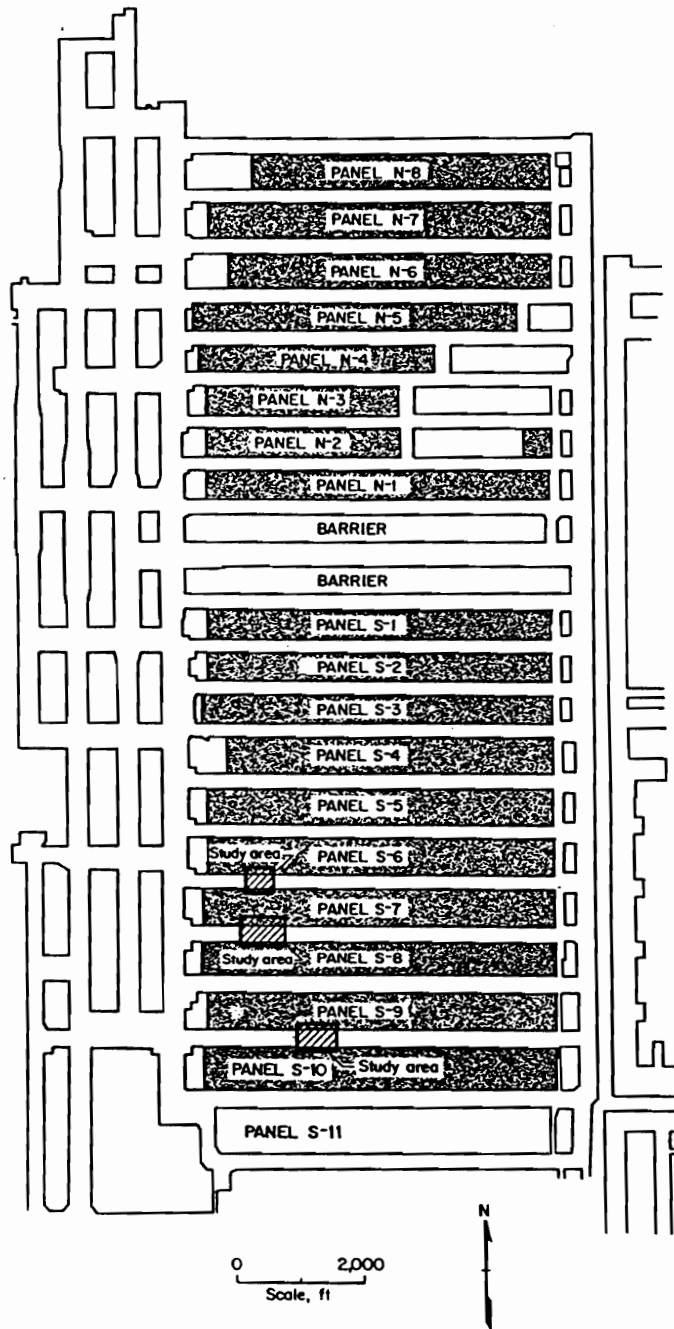 PANEL N-8
PANEL N-7
PANEL N-6
PANEL N-5
PANEL N-4
PANEL N-3
PANEL N-2
PANEL N-1
BARRIER
BARRIER
PANEL S-1
PANEL S-2
PANEL S-3
PANEL S-4
PANEL S-5
Study area
PANEL S-6
PANEL S-7
Study area
PANEL S-8
PANEL S-9
PANEL S-10
Study area
PANEL S-11
N
0 2,000
Scale, ft